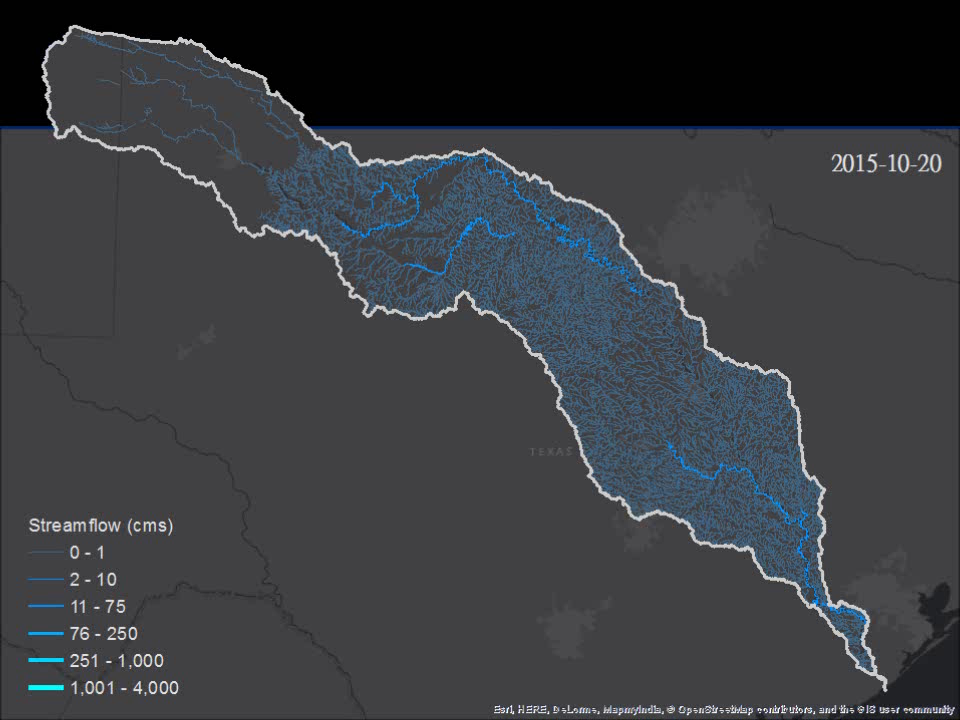 2015-10-20
TEXAS
Streamflow (cms)
0 - 1
2 - 10
11 - 75
76 - 250
251 - 1,000
1,001 - 4,000
Esri, HERE, DeLorme, MapmyIndia, © OpenStreetMap contributors, and the GIS user community